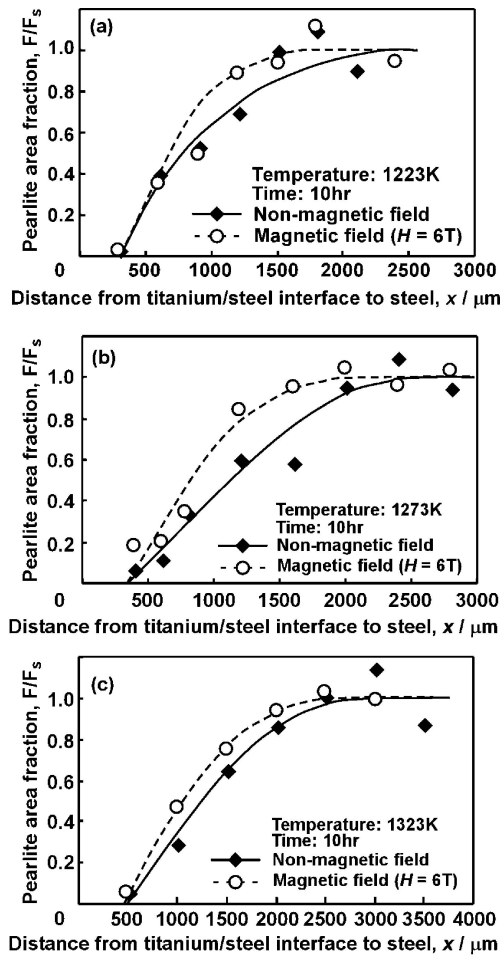 (a)
Pearlite area fraction, F/Fs
1.0
0.8
0.6
0.4
0.2
0
Temperature: 1223K
Time: 10hr
Non-magnetic field
Magnetic field (H = 6T)
500 1000 1500 2000 2500 3000
Distance from titanium/steel interface to steel, x / μm
(b)
Pearlite area fraction, F/Fs
1.0
0.8
0.6
0.4
0.2
0
Temperature: 1273K
Time: 10hr
Non-magnetic field
Magnetic field (H = 6T)
500 1000 1500 2000 2500 3000
Distance from titanium/steel interface to steel, x / μm
(c)
Pearlite area fraction, F/Fs
1.0
0.8
0.6
0.4
0.2
0
Temperature: 1323K
Time: 10hr
Non-magnetic field
Magnetic field (H = 6T)
500 1000 1500 2000 2500 3000 3500 4000
Distance from titanium/steel interface to steel, x / μm